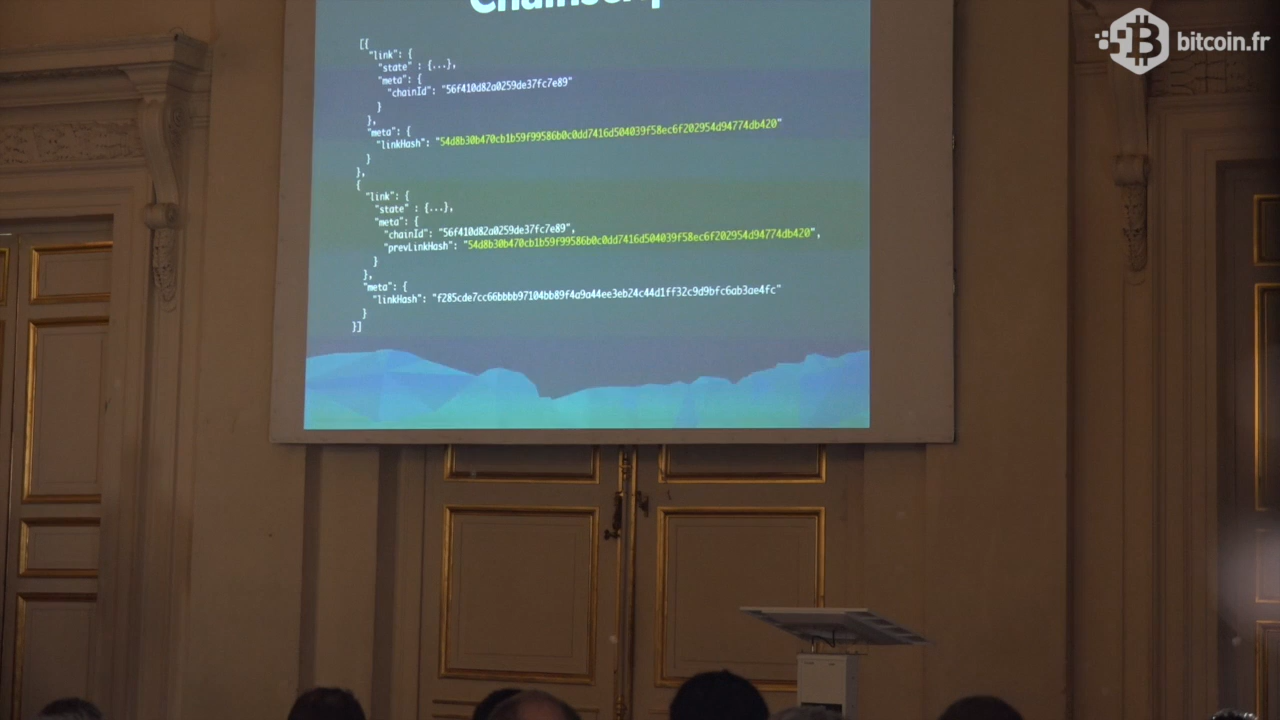 bitcoin.fr
[{
"link": {
"state" : {...},
"meta": {
"chainId": "56f410d82a0259de37fc7e89"
}
},
"meta": {
"linkHash": "54d8b30b470cb1b59f99586b0c0dd7416d504039f58ec6f202954d94774db420"
}
},
{
"link": {
"state" : {...},
"meta": {
"chainId": "56f410d82a0259de37fc7e89",
"prevLinkHash": "54d8b30b470cb1b59f99586b0c0dd7416d504039f58ec6f202954d94774db420",
}
},
"meta": {
"linkHash": "f285cde7cc66bbbb97104bb89f4a9a44ee3eb24c44d1ff32c9d9bfc6ab3ae4fc"
}
}]